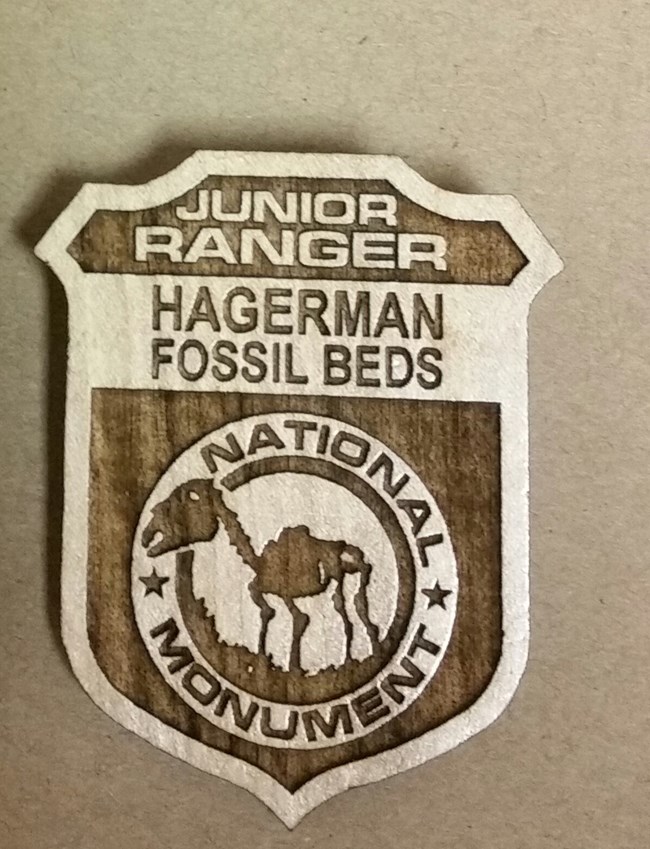 JUNIOR
RANGER
HAGERMAN
FOSSIL BEDS
NATIONAL
MONUMENT